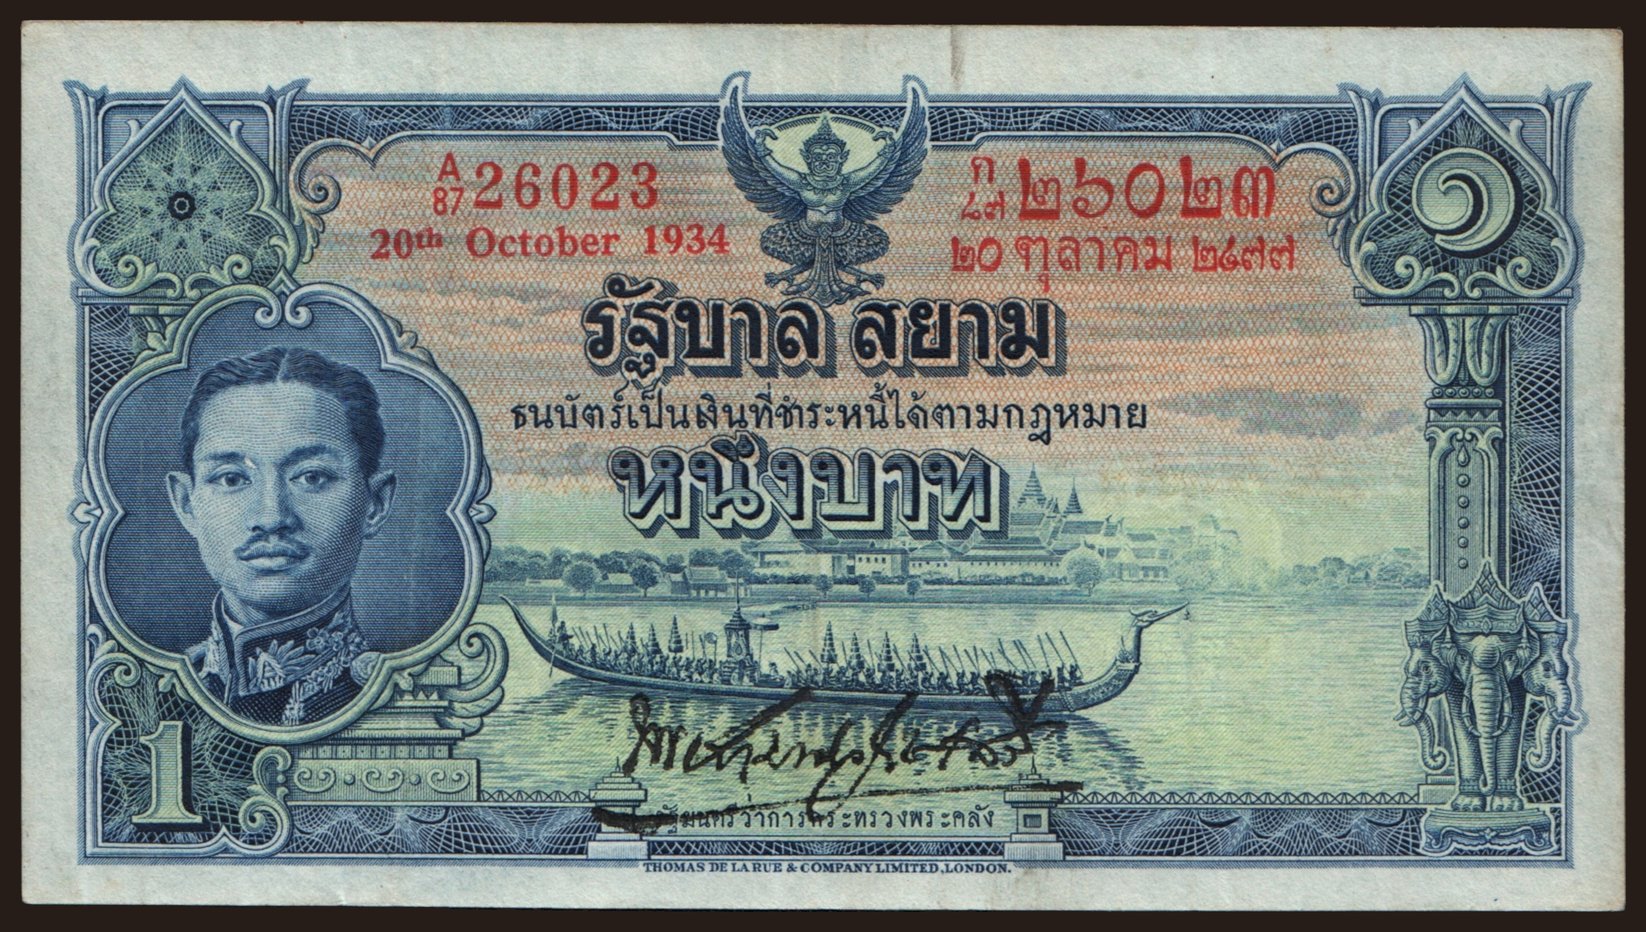 A/87 26023
ก/๘๗ ๒๖๐๒๓
20th October 1934
๒๐ ตุลาคม ๒๔๗๗
รัฐบาล สยาม
๑
ธนบัตร์เป็นเงินที่ชำระหนี้ได้ตามกฎหมาย
หนึ่งบาท
1
รัฐมนตรีว่าการกระทรวงพระคลัง
THOMAS DE LA RUE & COMPANY LIMITED, LONDON.